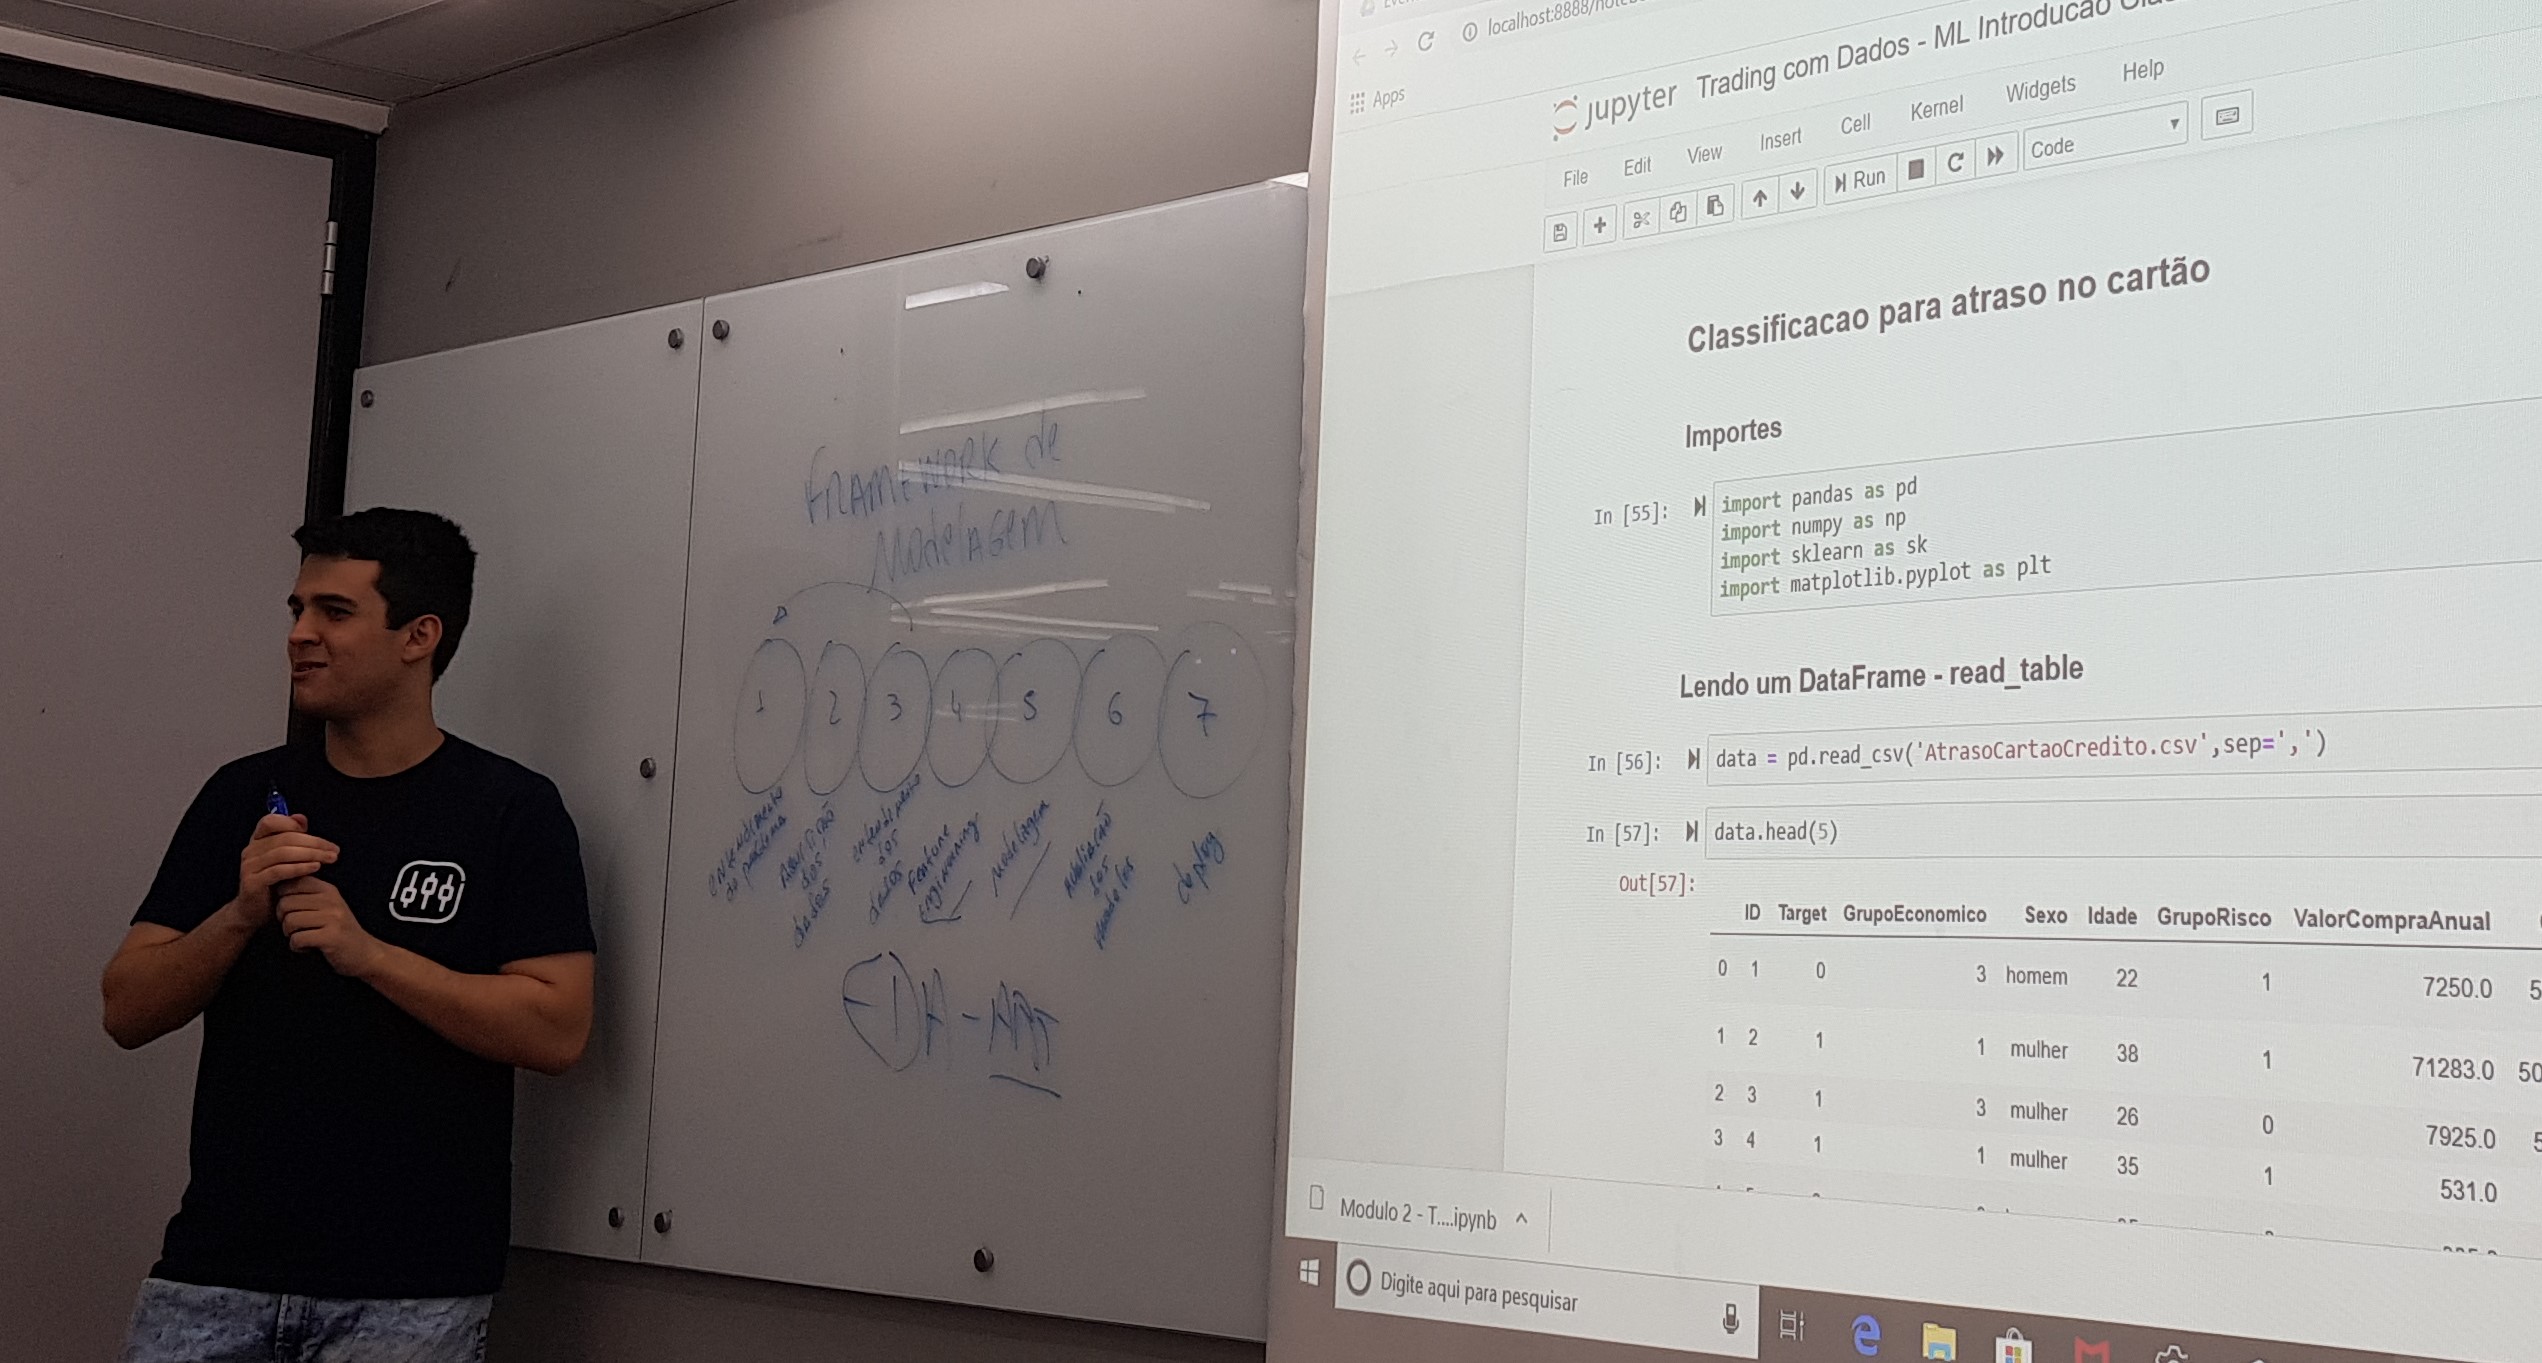 FRAMEWORK de
Modelagem
1 2 3 4 5 6 7
entendimento
do problema
Aquisição
dos
dados
entendimento
dos
dados
Feature
Engineering
Modelagem
Avaliação
dos
modelos
deploy
EDA - ART
localhost:8888/
Apps
jupyter Trading com Dados - ML Introducao
File Edit View Insert Cell Kernel Widgets Help
Run Code
Classificacao para atraso no cartão
Importes
In [55]: import pandas as pd
import numpy as np
import sklearn as sk
import matplotlib.pyplot as plt
Lendo um DataFrame - read_table
In [56]: data = pd.read_csv('AtrasoCartaoCredito.csv',sep=',')
In [57]: data.head(5)
Out[57]:
ID Target GrupoEconomico Sexo Idade GrupoRisco ValorCompraAnual
0 1 0 3 homem 22 1 7250.0 5
1 2 1 1 mulher 38 1 71283.0 50
2 3 1 3 mulher 26 0 7925.0 5
3 4 1 1 mulher 35 1 531.0
Modulo 2 - T....ipynb
Digite aqui para pesquisar